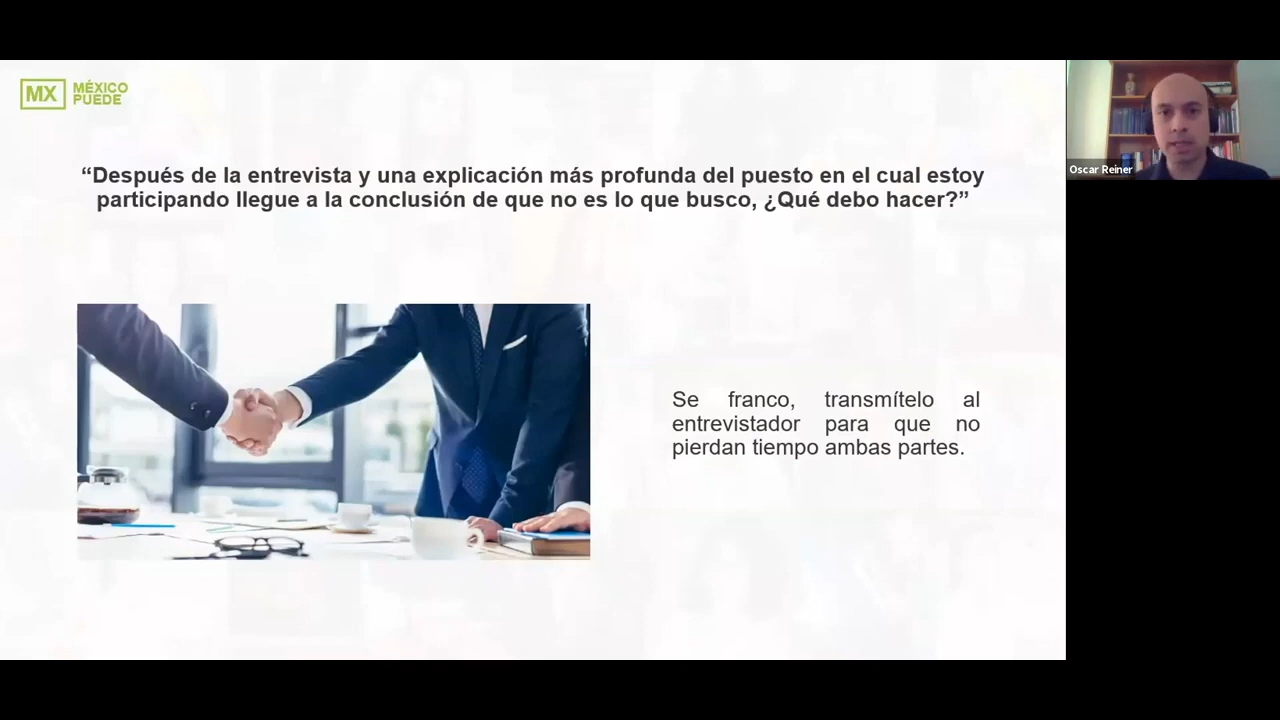 MX MÉXICO
PUEDE
“Después de la entrevista y una explicación más profunda del puesto en el cual estoy
participando llegue a la conclusión de que no es lo que busco, ¿Qué debo hacer?”
Se franco, transmítelo al
entrevistador para que no
pierdan tiempo ambas partes.
Oscar Reiner